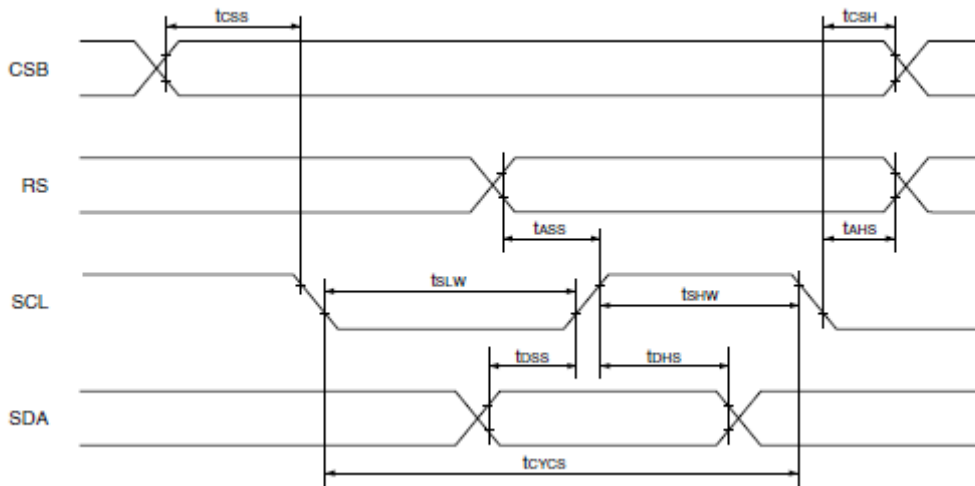 tCSS
tCSH
CSB
RS
tASS
tAHS
SCL
tSLW
tSHW
tDSS
tDHS
SDA
tCYCS